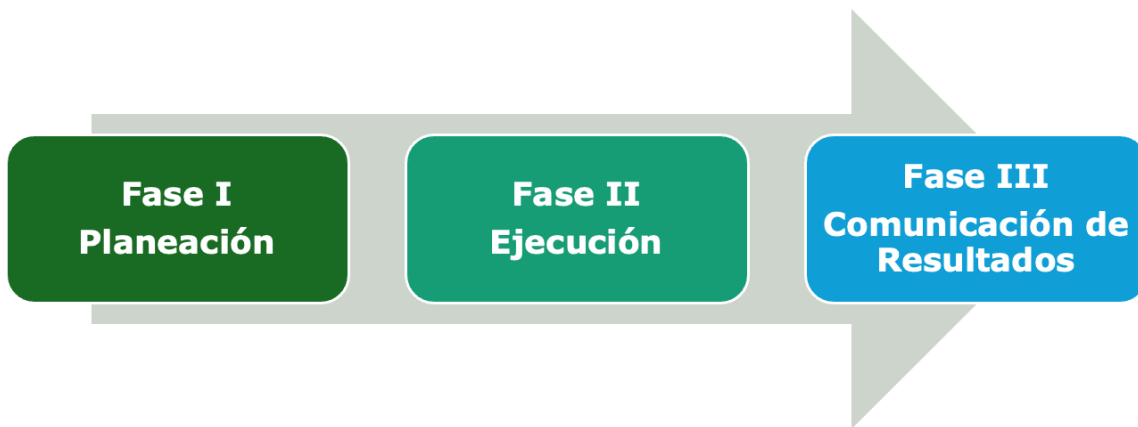 Fase I
Planeación
Fase II
Ejecución
Fase III
Comunicación de
Resultados